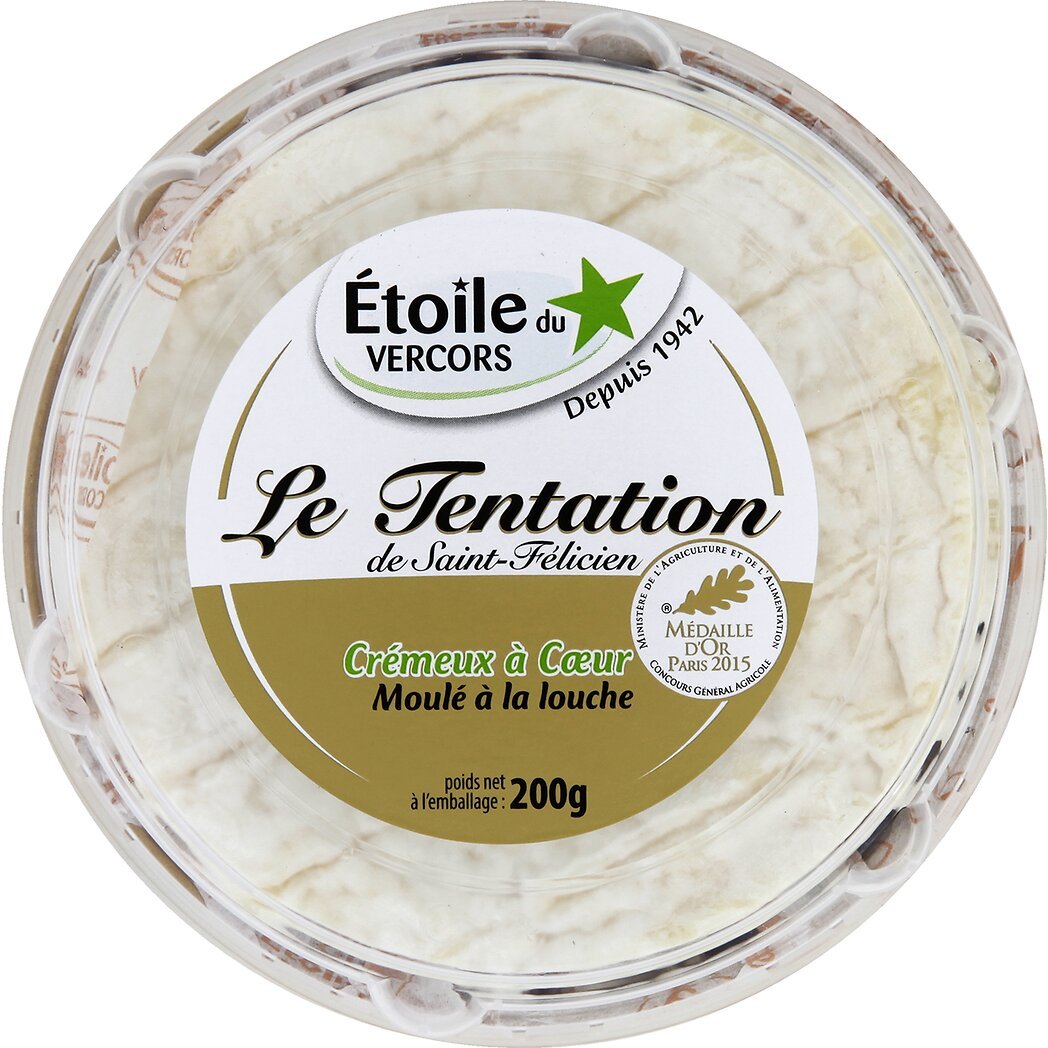 Étoile du
VERCORS
Depuis 1942
Le Tentation
de Saint-Félicien
MINISTÈRE DE L'AGRICULTURE ET DE L'ALIMENTATION
®
MÉDAILLE
D'OR
PARIS 2015
CONCOURS GÉNÉRAL AGRICOLE
Crémeux à Cœur
Moulé à la louche
poids net
à l'emballage : 200g